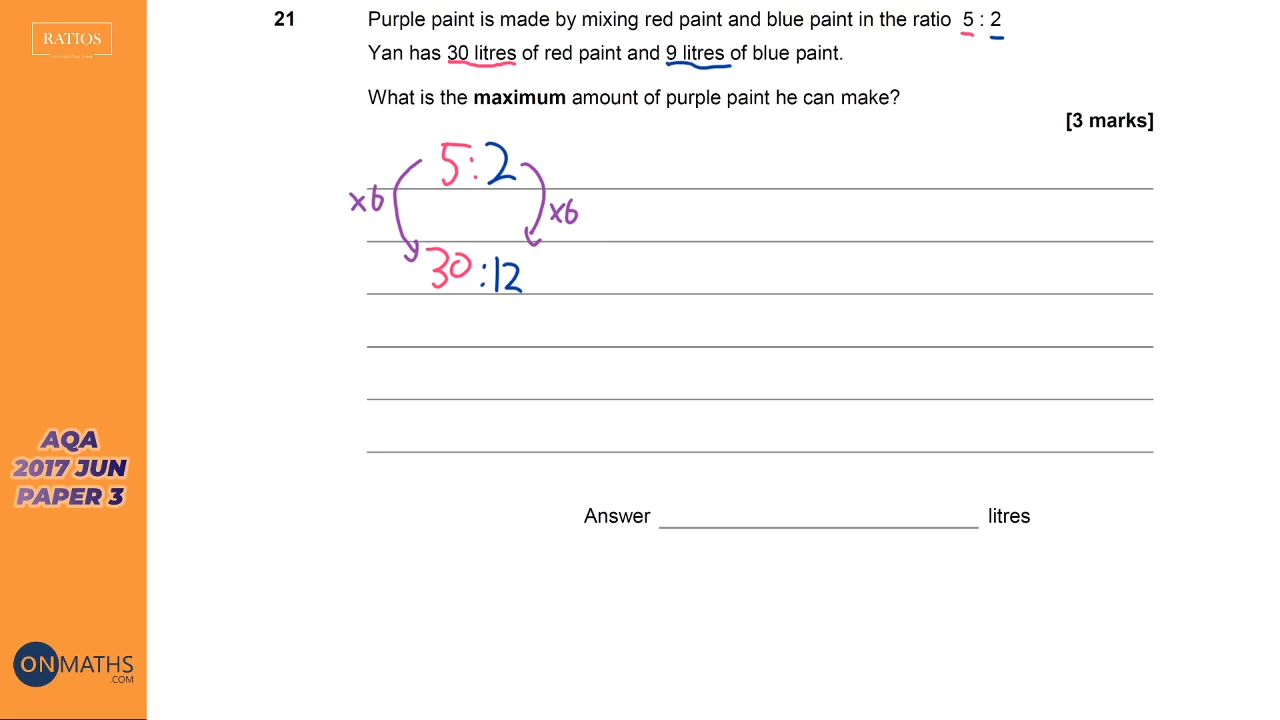 RATIOS
21 Purple paint is made by mixing red paint and blue paint in the ratio 5 : 2
Yan has 30 litres of red paint and 9 litres of blue paint.
What is the maximum amount of purple paint he can make?
[3 marks]
5:2
x6 x6
30:12
AQA
2017 JUN
PAPER 3
Answer litres
ONMATHS
.COM